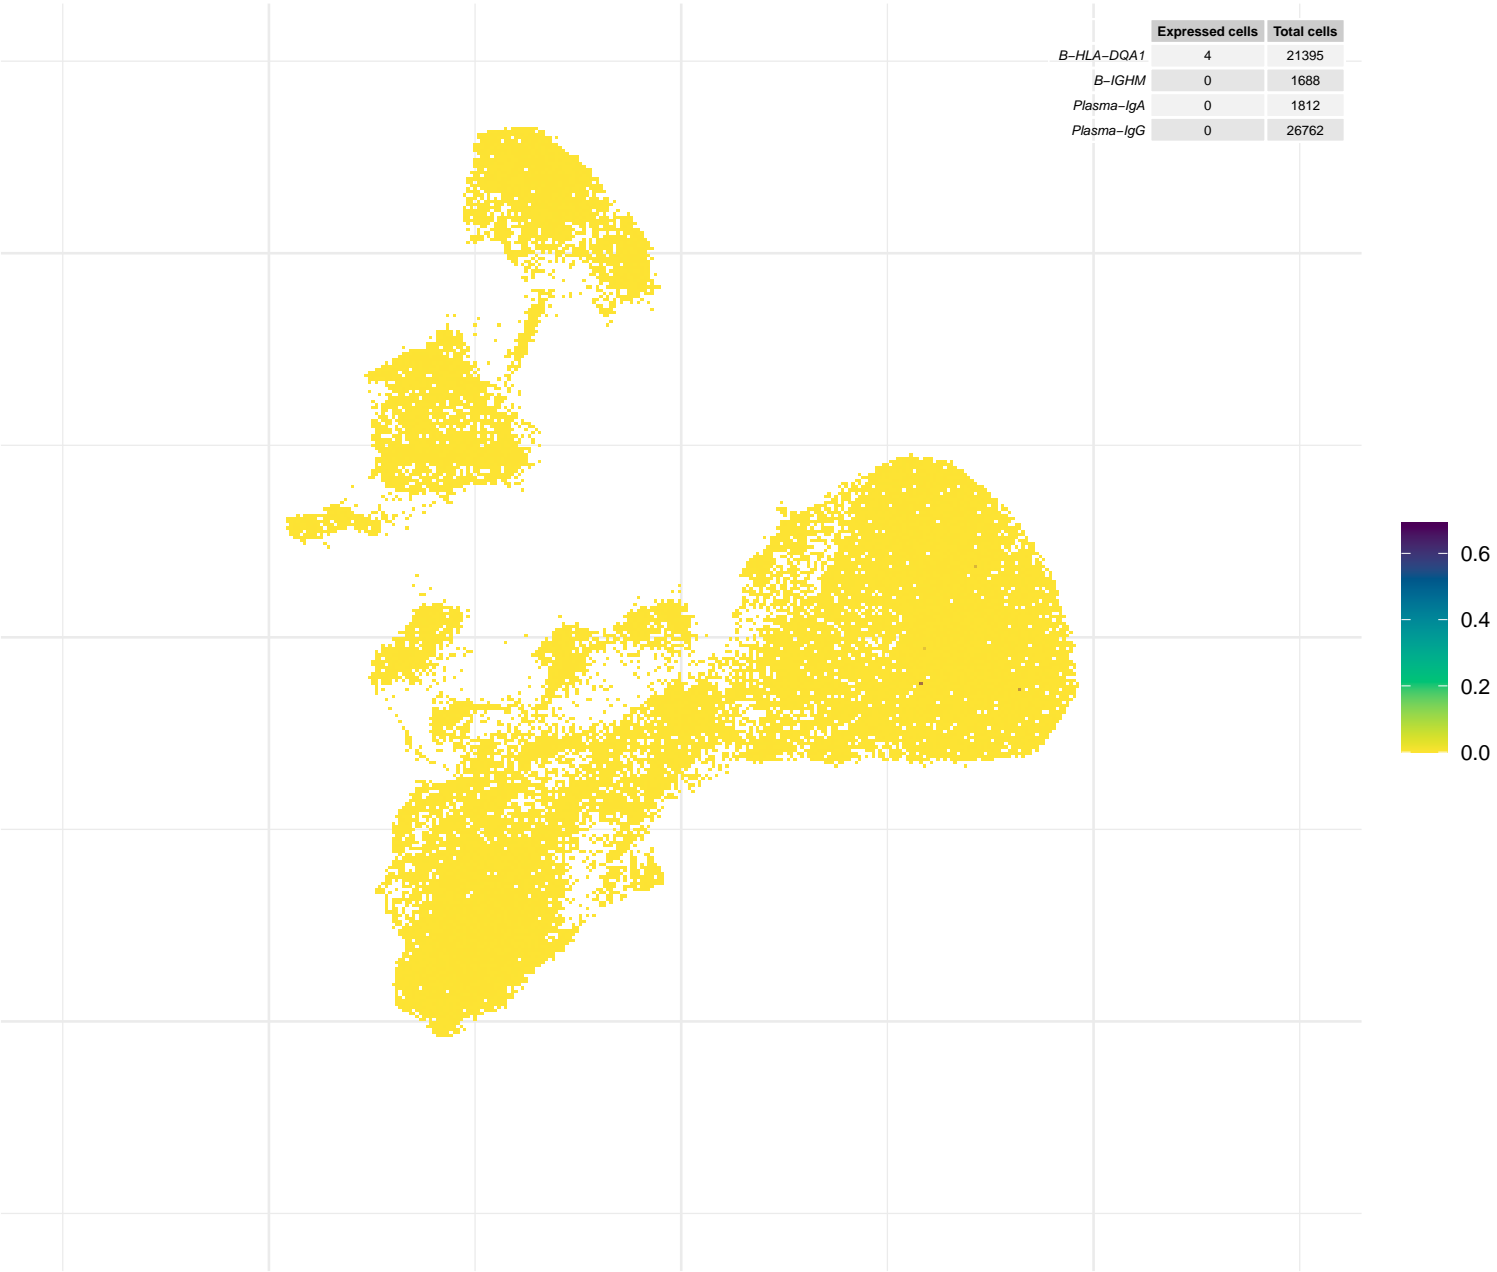 Expressed cells Total cells
B−HLA−DQA1 4 21395
B−IGHM 0 1688
Plasma−IgA 0 1812
Plasma−IgG 0 26762
0.6
0.4
0.2
0.0